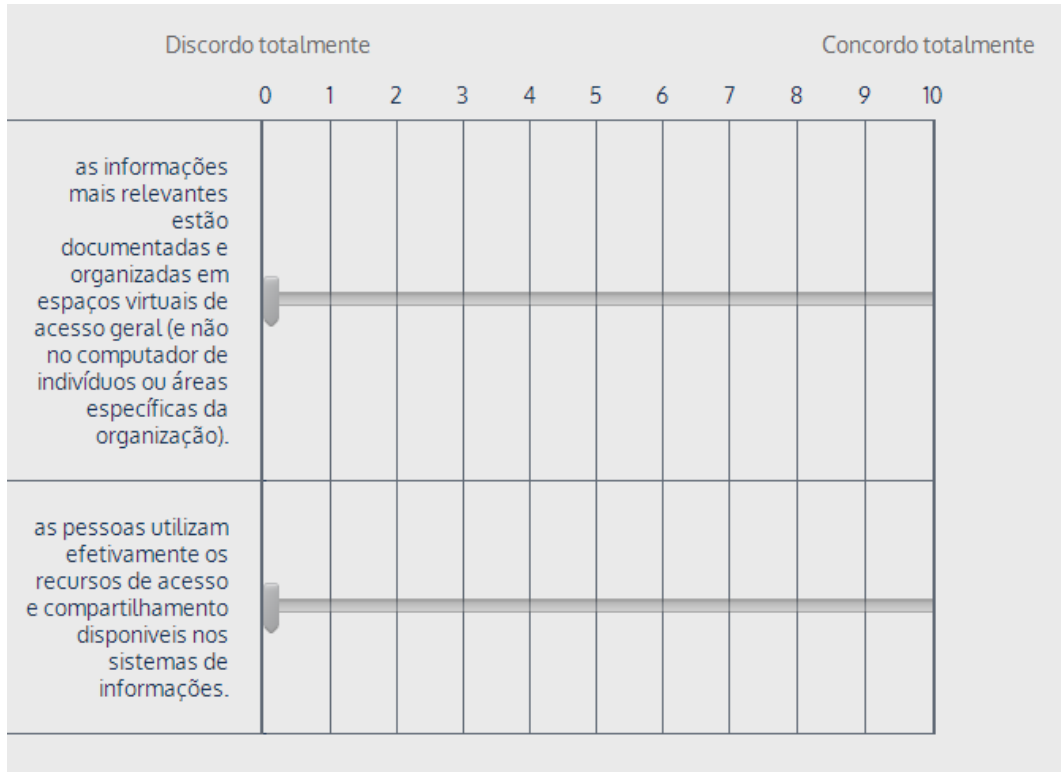 Discordo totalmente Concordo totalmente
0 1 2 3 4 5 6 7 8 9 10
as informações
mais relevantes
estão
documentadas e
organizadas em
espaços virtuais de
acesso geral (e não
no computador de
indivíduos ou áreas
específicas da
organização).
as pessoas utilizam
efetivamente os
recursos de acesso
e compartilhamento
disponiveis nos
sistemas de
informações.